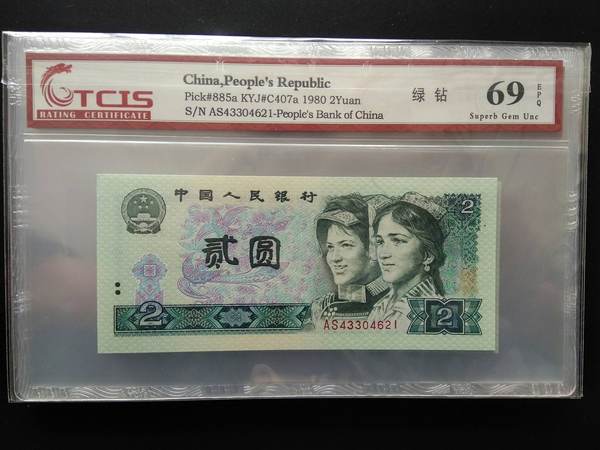 TCIS
RATING CERTIFICATE
China,People's Republic
Pick#885a KYJ#C407a 1980 2Yuan
S/N AS43304621-People's Bank of China
绿钻
69 EPQ
Superb Gem Unc
中国人民银行
贰圆
2
2
2
AS43304621